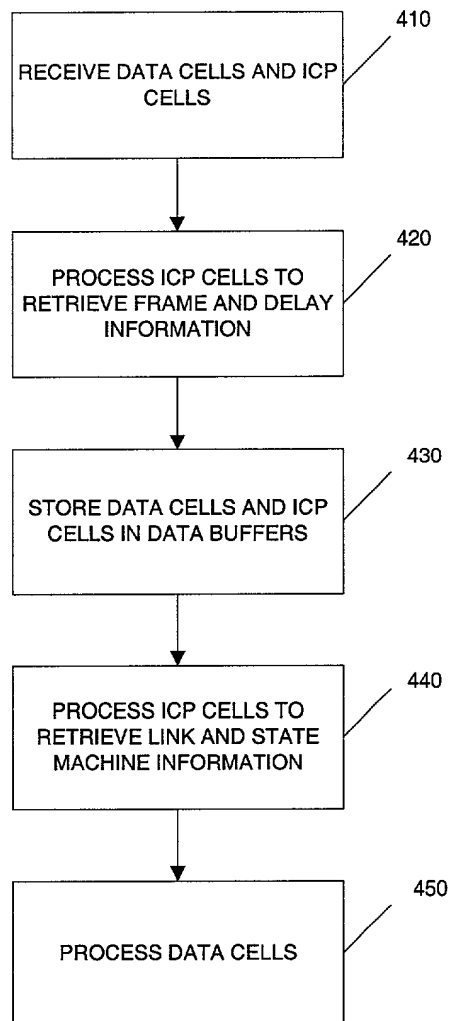 410
RECEIVE DATA CELLS AND ICP
CELLS
420
PROCESS ICP CELLS TO
RETRIEVE FRAME AND DELAY
INFORMATION
430
STORE DATA CELLS AND ICP
CELLS IN DATA BUFFERS
440
PROCESS ICP CELLS TO
RETRIEVE LINK AND STATE
MACHINE INFORMATION
450
PROCESS DATA CELLS